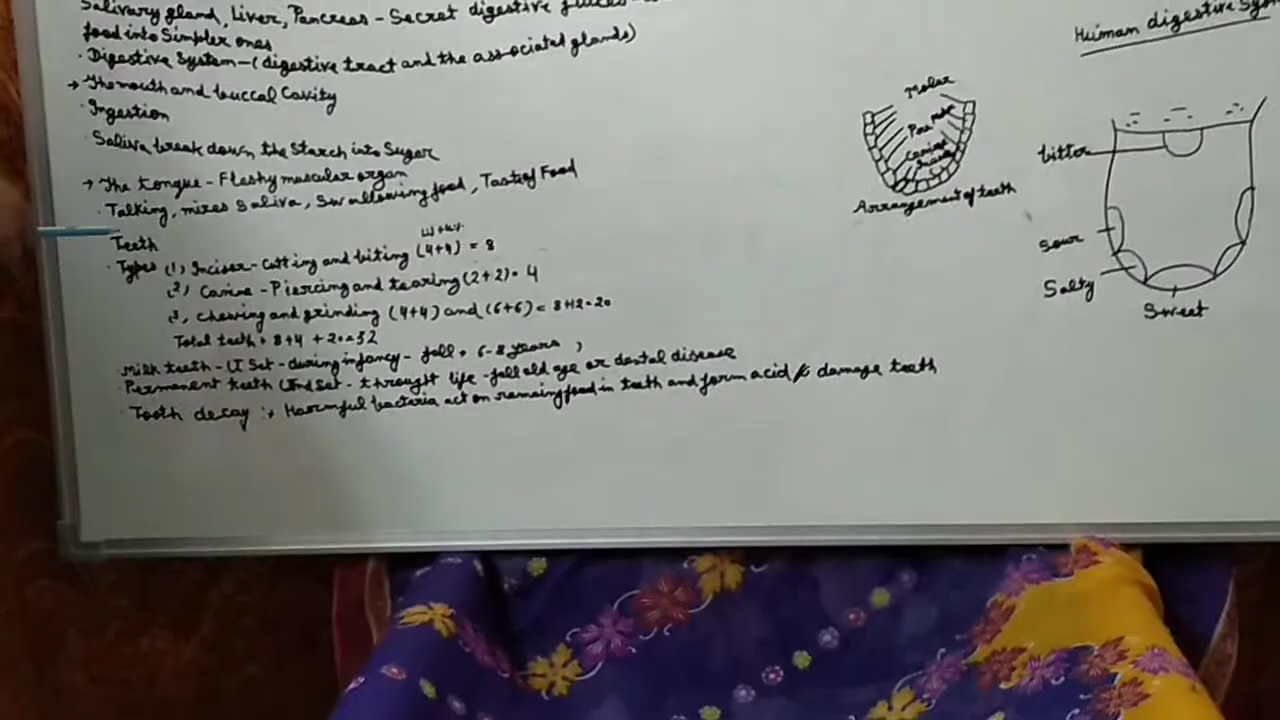 Salivary gland, Liver, Pancreas - Secret digestive
food into Simpler ones
· Digestive System - (digestive tract and the associated glands)
→ The mouth and buccal Cavity
· Ingestion
Saliva break down the Starch into Sugar
→ The tongue - Fleshy muscular organ
· Talking, mixes Saliva, Swallowing food, Taste of Food
Teeth
· Types (1) Incisor - Cutting and biting (4+4) = 8
(2) Canine - Piercing and tearing (2+2) = 4
(3) Chewing and grinding (4+4) and (6+6) = 8+12=20
Total teeth = 8+4 + 20=32
· Milk teeth - (I Set - during infancy - fall = 6-8 years )
· Permanent teeth (IInd Set - throught life - fall old age or dental disease
· Tooth decay :→ Harmful bacteria act on remaing food in teeth and form acid damage teeth
Human digestive
Molar
Canine
Arrangement of teeth
bitter
Sour
Salty
Sweet